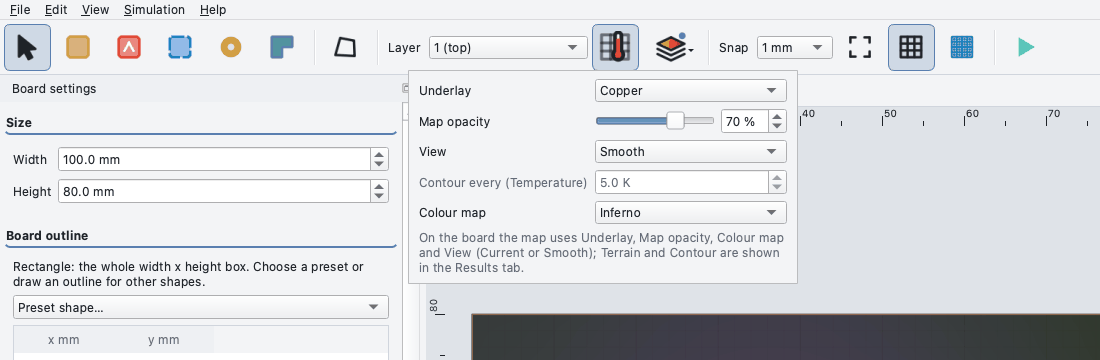 File Edit View Simulation Help
Layer 1 (top) Snap 1 mm
Board settings
Size
Width 100.0 mm
Height 80.0 mm
Board outline
Rectangle: the whole width x height box. Choose a preset or
draw an outline for other shapes.
Preset shape...
x mm y mm
Underlay Copper
Map opacity 70 %
View Smooth
Contour every (Temperature) 5.0 K
Colour map Inferno
On the board the map uses Underlay, Map opacity, Colour map
and View (Current or Smooth); Terrain and Contour are shown
in the Results tab.
40 50 60 70
80